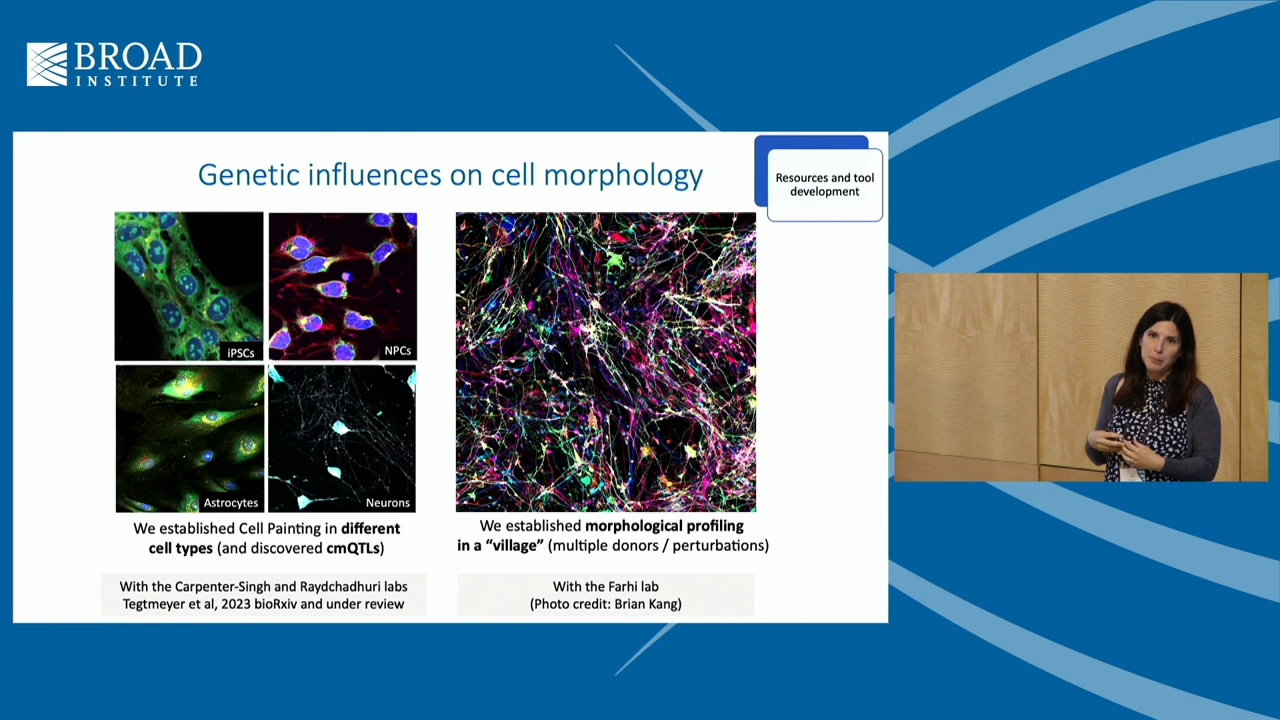 BROAD
INSTITUTE
Genetic influences on cell morphology
Resources and tool
development
iPSCs
NPCs
Astrocytes
Neurons
We established Cell Painting in different
cell types (and discovered cmQTLs)
With the Carpenter-Singh and Raydchadhuri labs
Tegtmeyer et al, 2023 bioRxiv and under review
We established morphological profiling
in a “village” (multiple donors / perturbations)
With the Farhi lab
(Photo credit: Brian Kang)